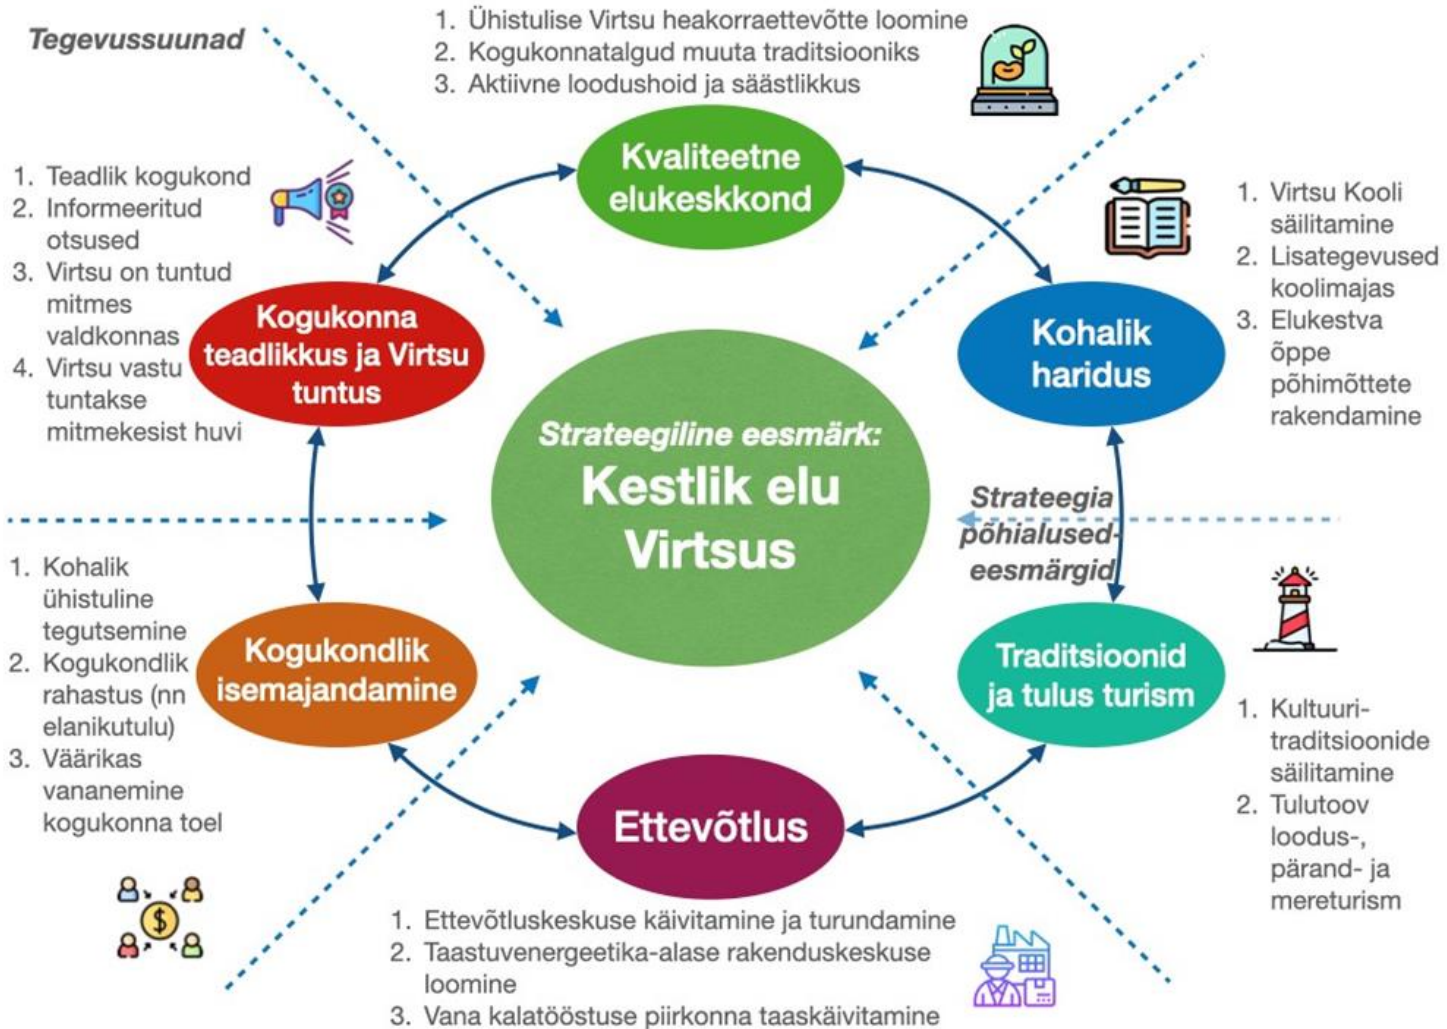 Tegevussuunad
1. Ühistulise Virtsu heakorraettevõtte loomine
2. Kogukonnatalgud muuta traditsiooniks
3. Aktiivne loodushoid ja säästlikkus
Kvaliteetne
elukeskkond
1. Teadlik kogukond
2. Informeeritud
otsused
3. Virtsu on tuntud
mitmes
valdkonnas
4. Virtsu vastu
tuntakse
mitmekesist huvi
Kogukonna
teadlikkus ja Virtsu
tuntus
1. Virtsu Kooli
säilitamine
2. Lisategevused
koolimajas
3. Elukestva
õppe
põhimõttete
rakendamine
Kohalik
haridus
Strateegiline eesmärk:
Kestlik elu
Virtsus
Strateegia
põhialused-
eesmärgid
1. Kohalik
ühistuline
tegutsemine
2. Kogukondlik
rahastus (nn
elanikutulu)
3. Väärikas
vananemine
kogukonna toel
Kogukondlik
isemajandamine
Traditsioonid
ja tulus turism
1. Kultuuri-
traditsioonide
säilitamine
2. Tulutoov
loodus-,
pärand- ja
mereturism
Ettevõtlus
1. Ettevõtluskeskuse käivitamine ja turundamine
2. Taastuvenergeetika-alase rakenduskeskuse
loomine
3. Vana kalatööstuse piirkonna taaskäivitamine
$